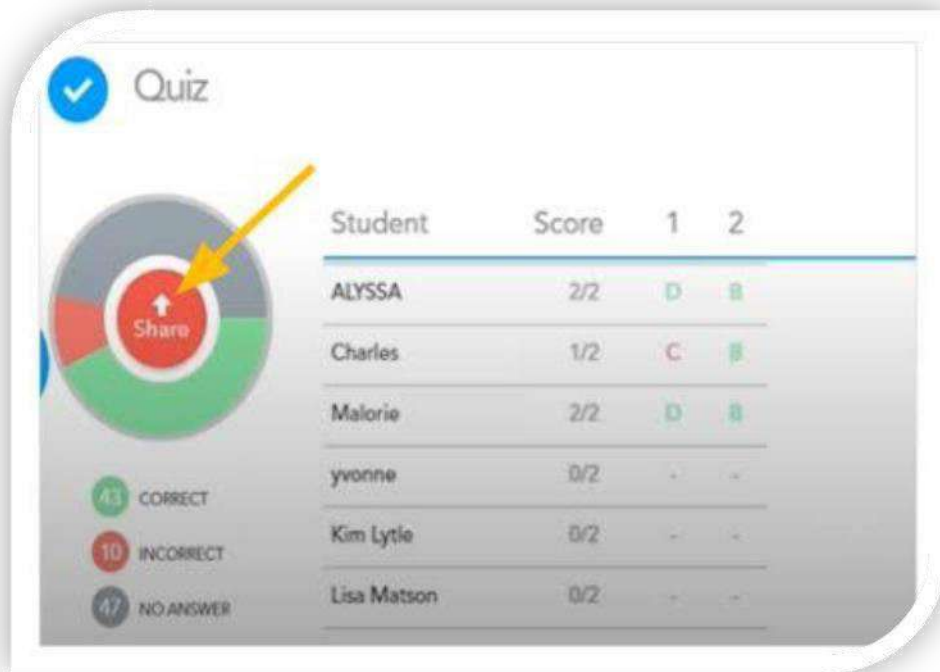 Quiz
Share
43 CORRECT
10 INCORRECT
47 NO ANSWER
Student Score 1 2
ALYSSA 2/2 D B
Charles 1/2 C B
Malorie 2/2 D B
yvonne 0/2 - -
Kim Lytle 0/2 - -
Lisa Matson 0/2 - -